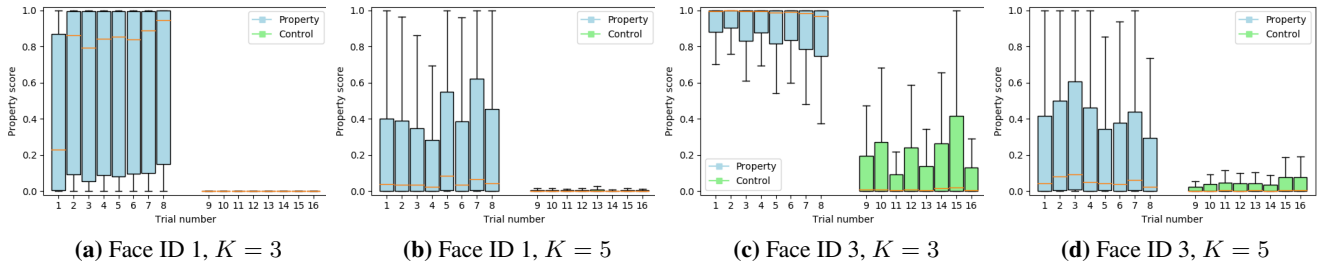 Property score
1.0
0.8
0.6
0.4
0.2
0.0
Property
Control
1 2 3 4 5 6 7 8 9 10 11 12 13 14 15 16
Trial number
(a) Face ID 1, K = 3
Property score
1.0
0.8
0.6
0.4
0.2
0.0
Property
Control
1 2 3 4 5 6 7 8 9 10 11 12 13 14 15 16
Trial number
(b) Face ID 1, K = 5
Property score
1.0
0.8
0.6
0.4
0.2
0.0
Property
Control
1 2 3 4 5 6 7 8 9 10 11 12 13 14 15 16
Trial number
(c) Face ID 3, K = 3
Property score
1.0
0.8
0.6
0.4
0.2
0.0
Property
Control
1 2 3 4 5 6 7 8 9 10 11 12 13 14 15 16
Trial number
(d) Face ID 3, K = 5